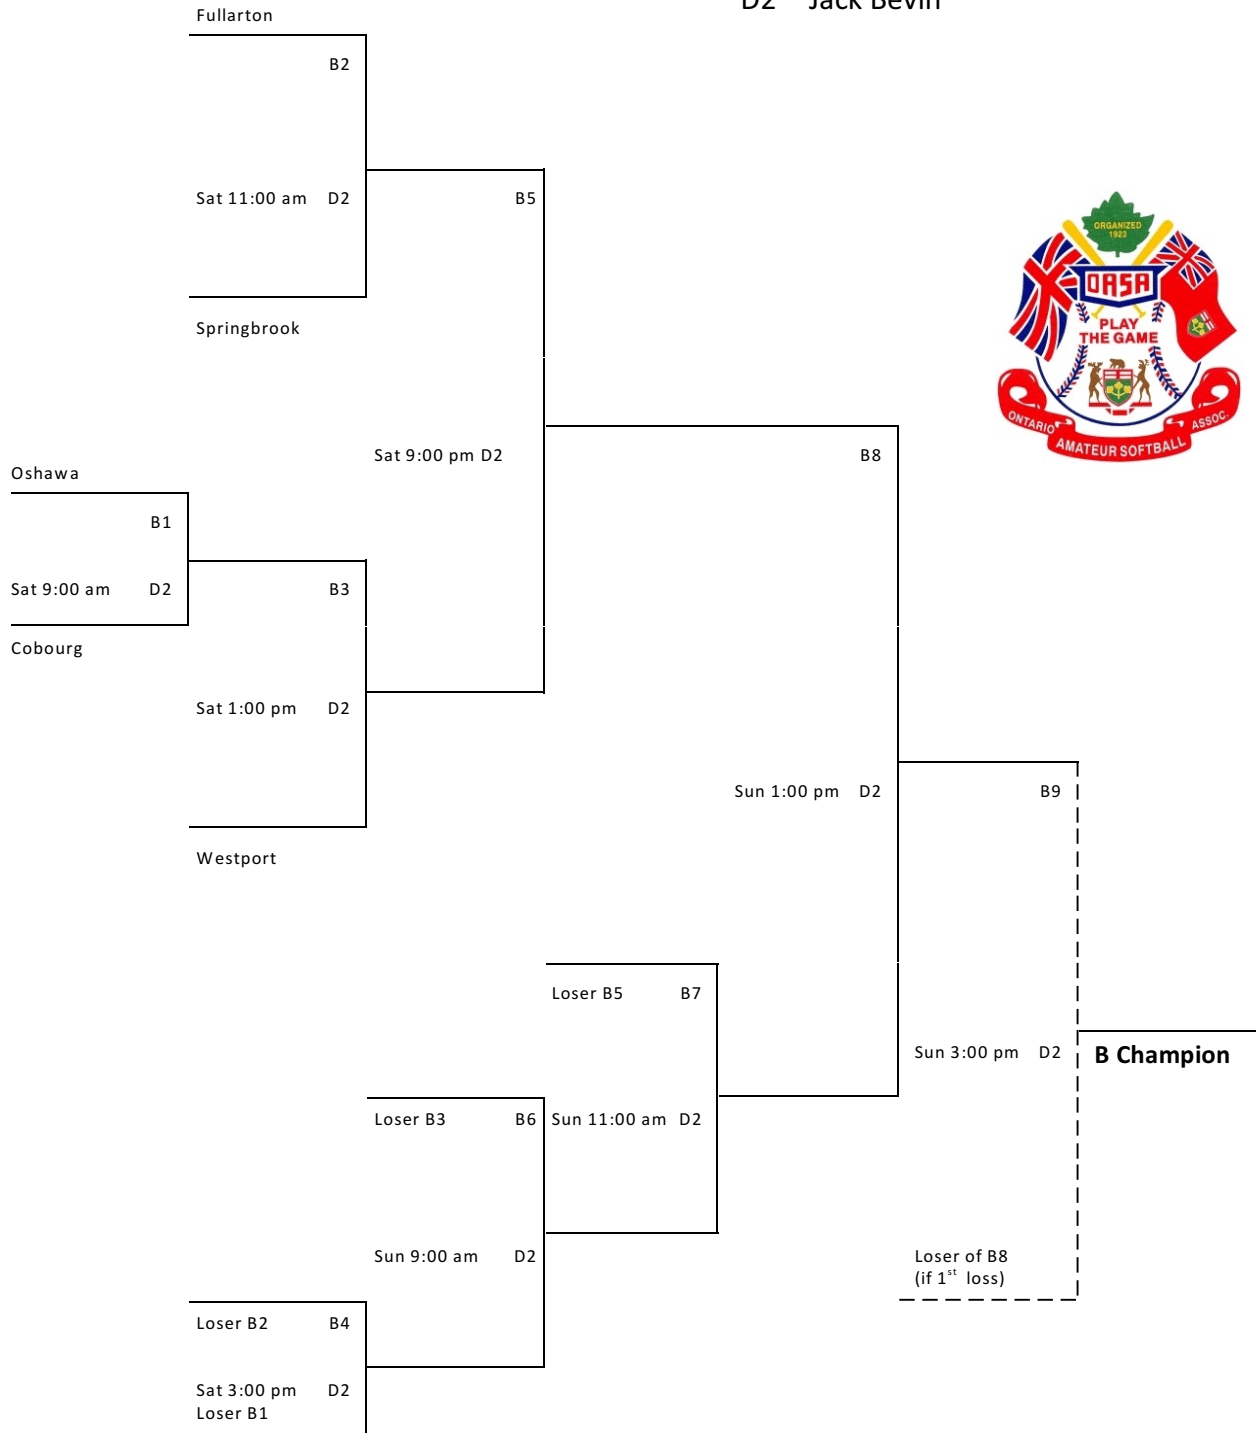 D2 Jack Bevin
Fullarton
B2
Sat 11:00 am D2
B5
Springbrook
ORGANIZED
1923
OASA
PLAY
THE GAME
ONTARIO
AMATEUR SOFTBALL
ASSOC.
Sat 9:00 pm D2
B8
Oshawa
B1
Sat 9:00 am D2
B3
Cobourg
Sat 1:00 pm D2
Sun 1:00 pm D2
B9
Westport
Loser B5 B7
Sun 3:00 pm D2
B Champion
Loser B3 B6
Sun 11:00 am D2
Sun 9:00 am D2
Loser of B8
(if 1st loss)
Loser B2 B4
Sat 3:00 pm D2
Loser B1